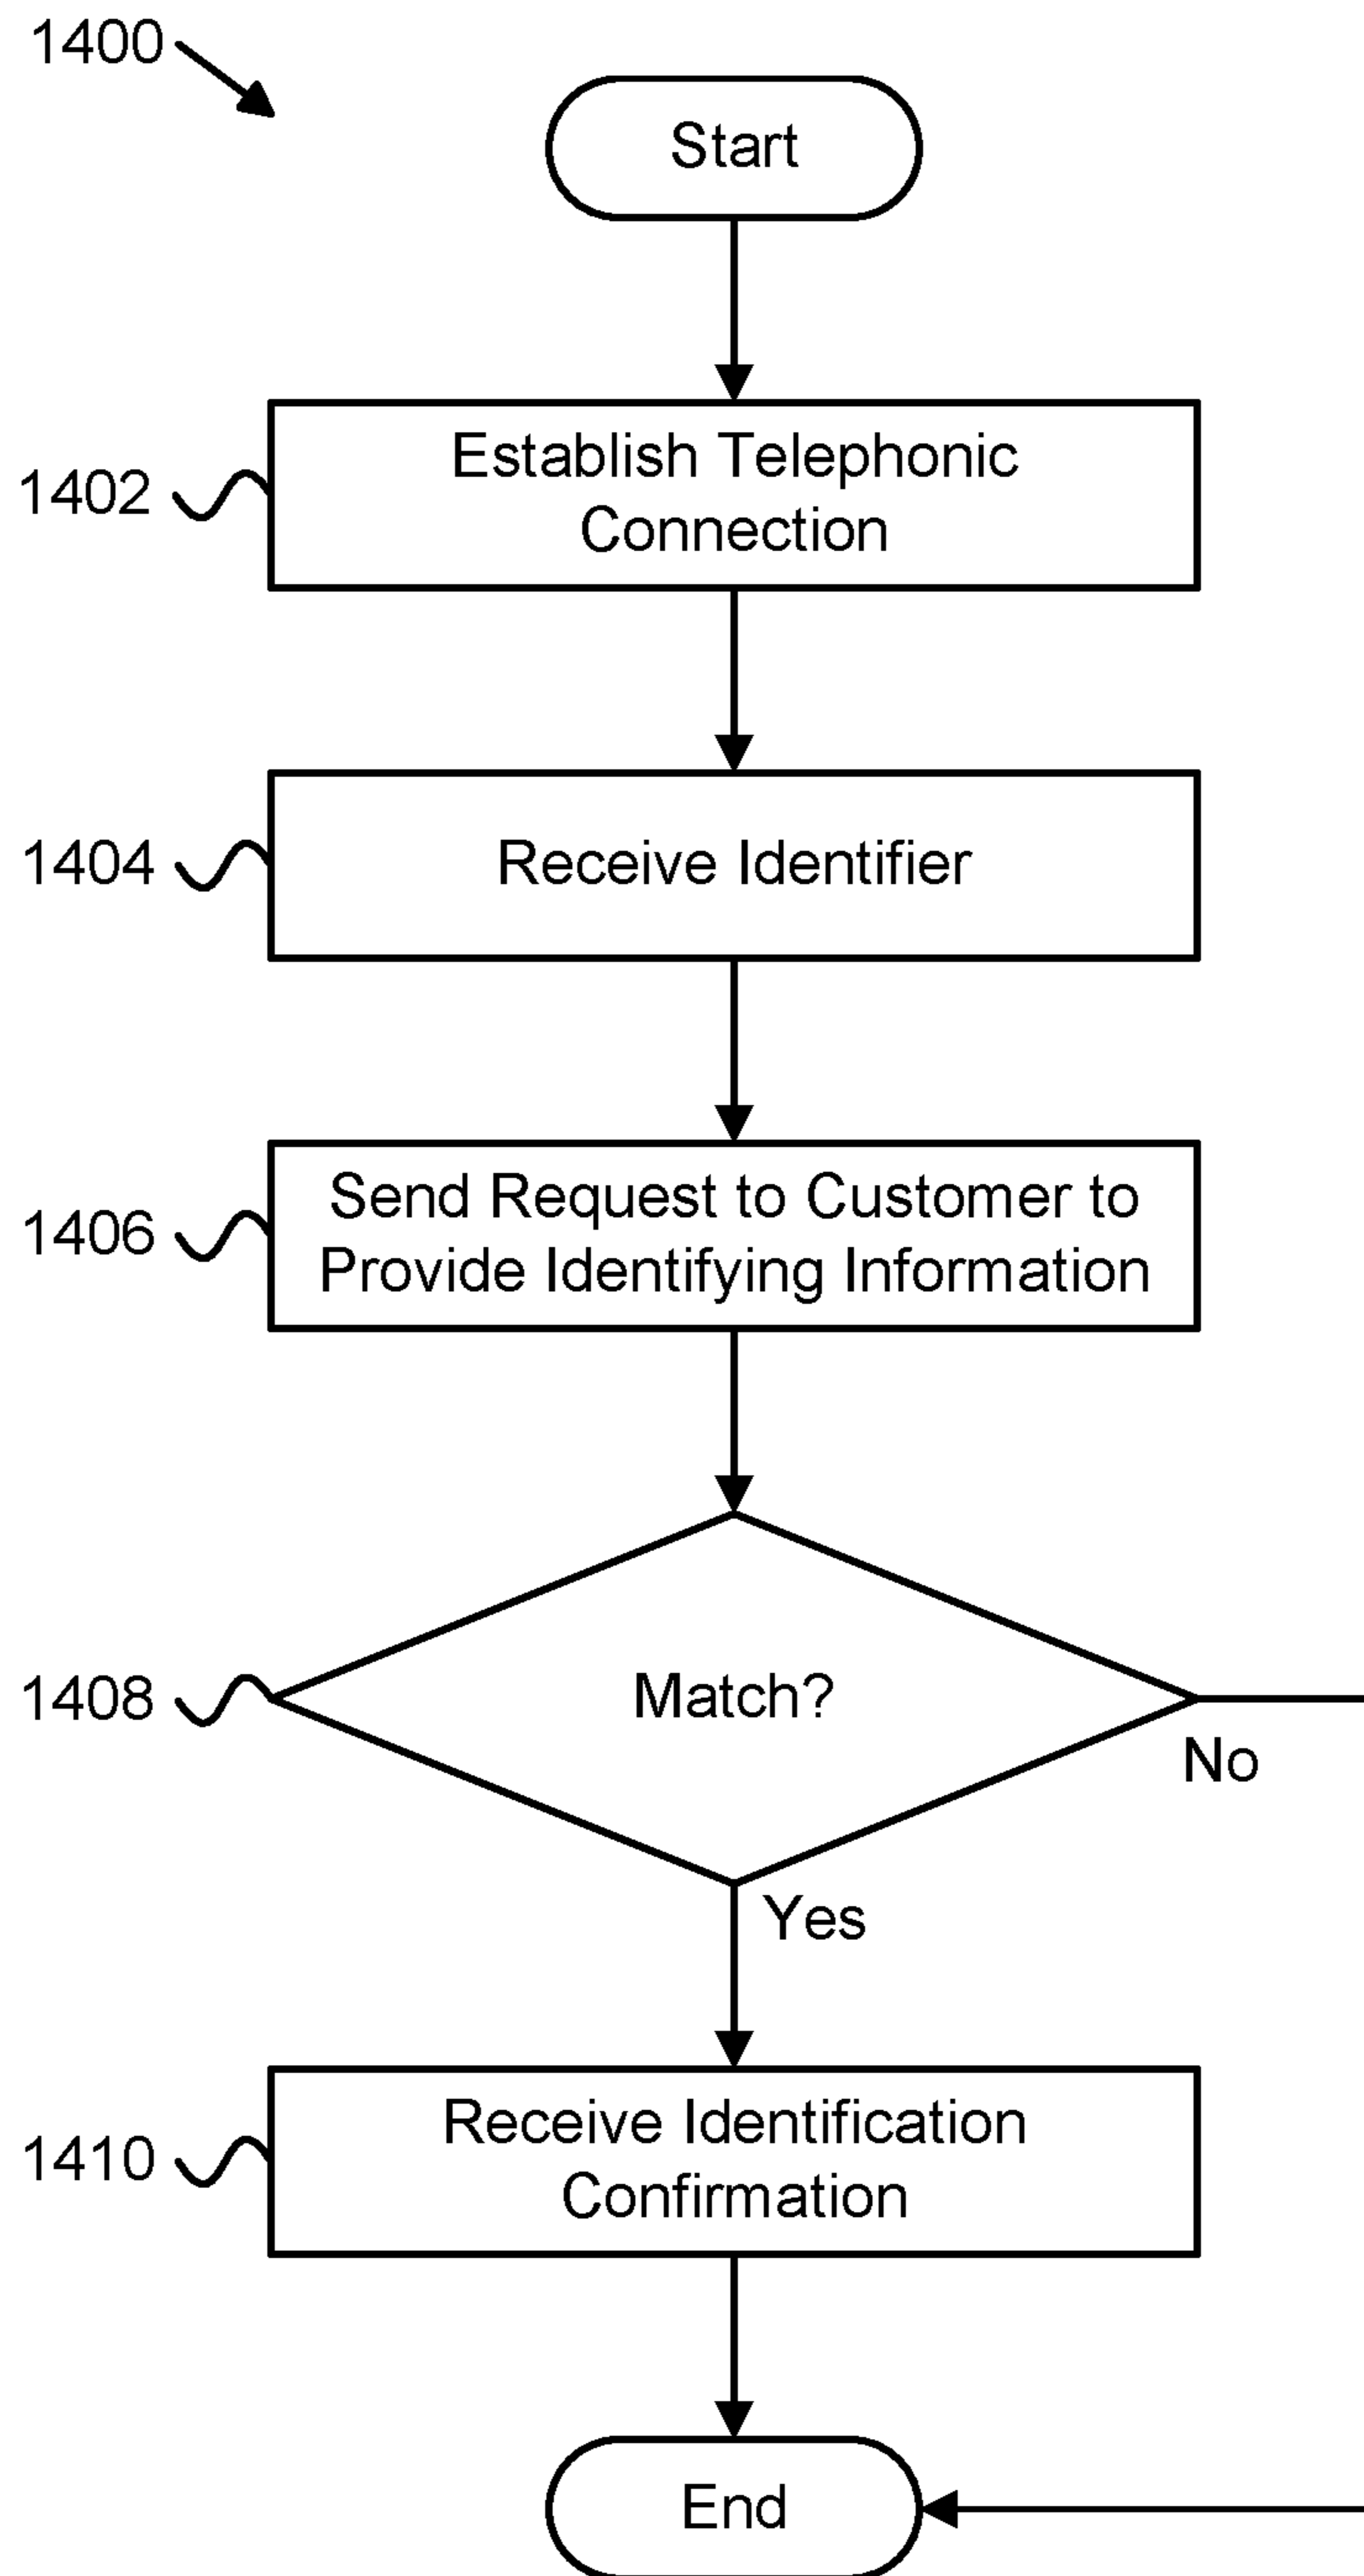 1400
Start
1402
Establish Telephonic
Connection
1404
Receive Identifier
1406
Send Request to Customer to
Provide Identifying Information
1408
Match?
No
Yes
1410
Receive Identification
Confirmation
End